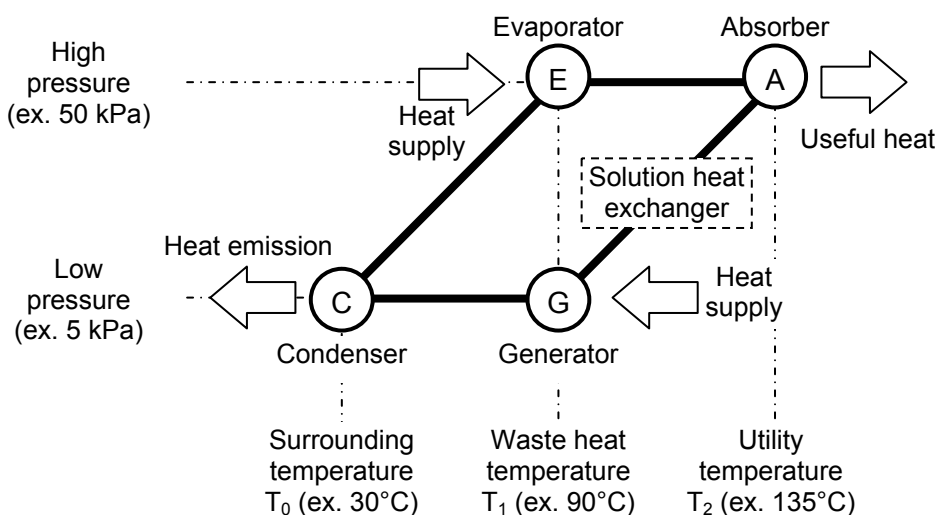 Evaporator
Absorber
High
pressure
(ex. 50 kPa)
E
A
Heat
supply
Useful heat
Solution heat
exchanger
Heat emission
Low
pressure
(ex. 5 kPa)
C
G
Heat
supply
Condenser
Generator
Surrounding
temperature
T₀ (ex. 30°C)
Waste heat
temperature
T₁ (ex. 90°C)
Utility
temperature
T₂ (ex. 135°C)